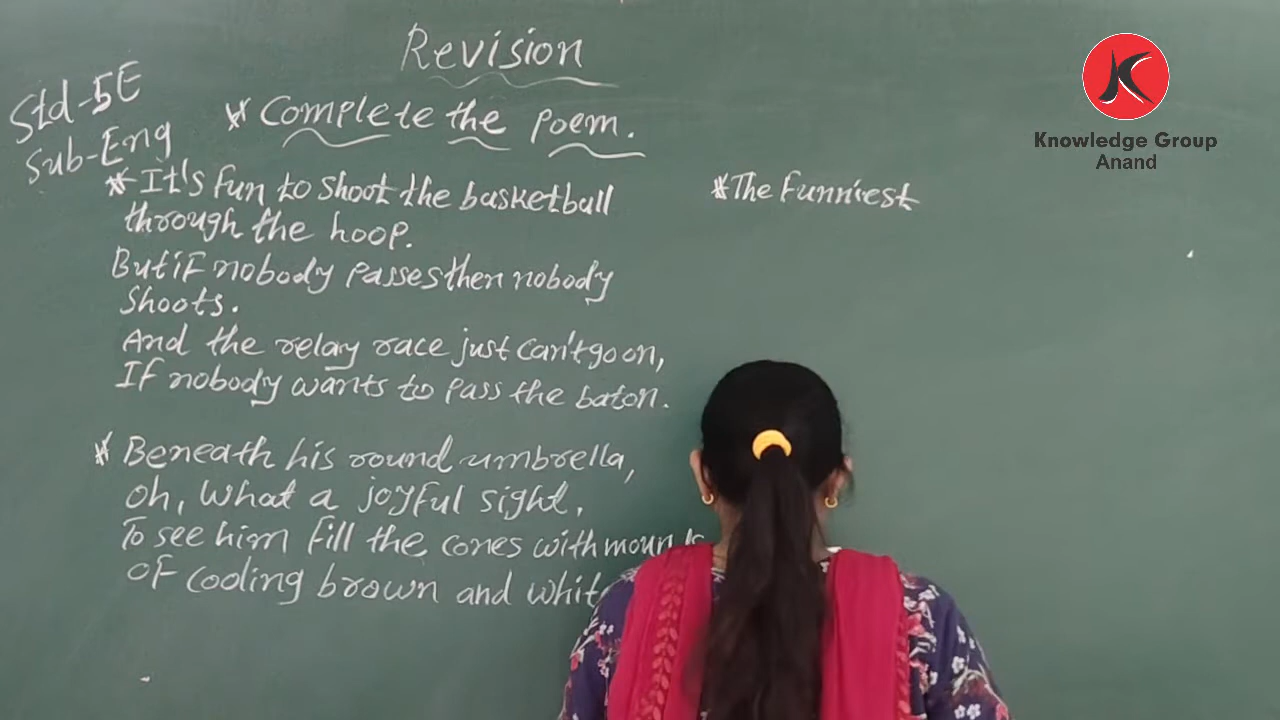 Revision
Std-5E
Sub-Eng
* Complete the poem.
* It's fun to shoot the basketball
through the hoop.
But if nobody passes then nobody
shoots.
And the relay race just can't go on,
If nobody wants to pass the baton.
* Beneath his round umbrella,
Oh, what a joyful sight,
To see him fill the cones with
of cooling brown and
* The Funniest
Knowledge Group
Anand